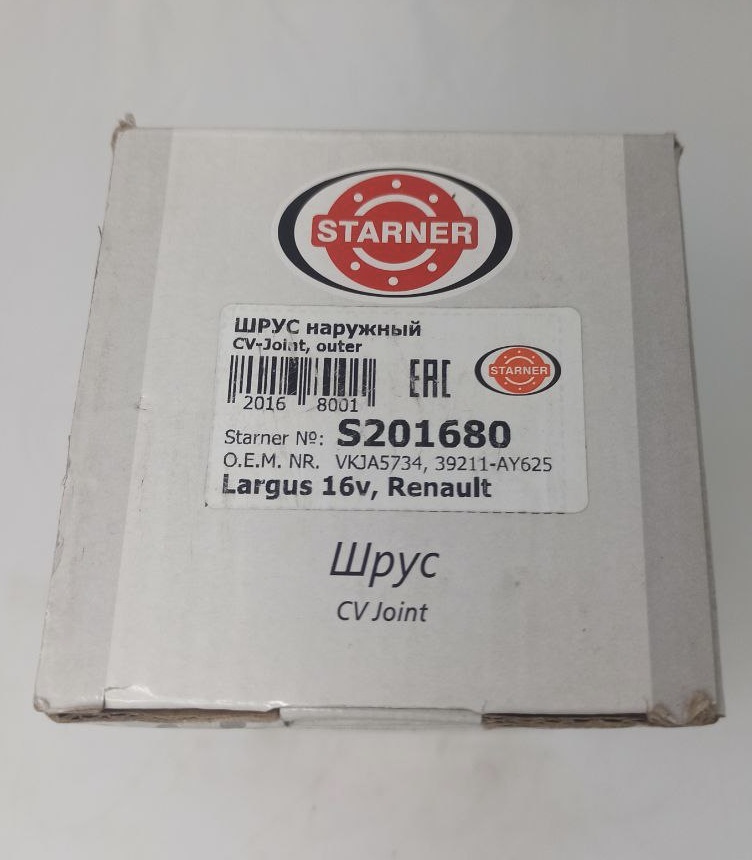 STARNER
ШРУС наружный
CV-Joint, outer
EAC
STARNER
2016 8001
Starner №: S201680
O.E.M. NR. VKJA5734, 39211-AY625
Largus 16v, Renault
Шрус
CV Joint